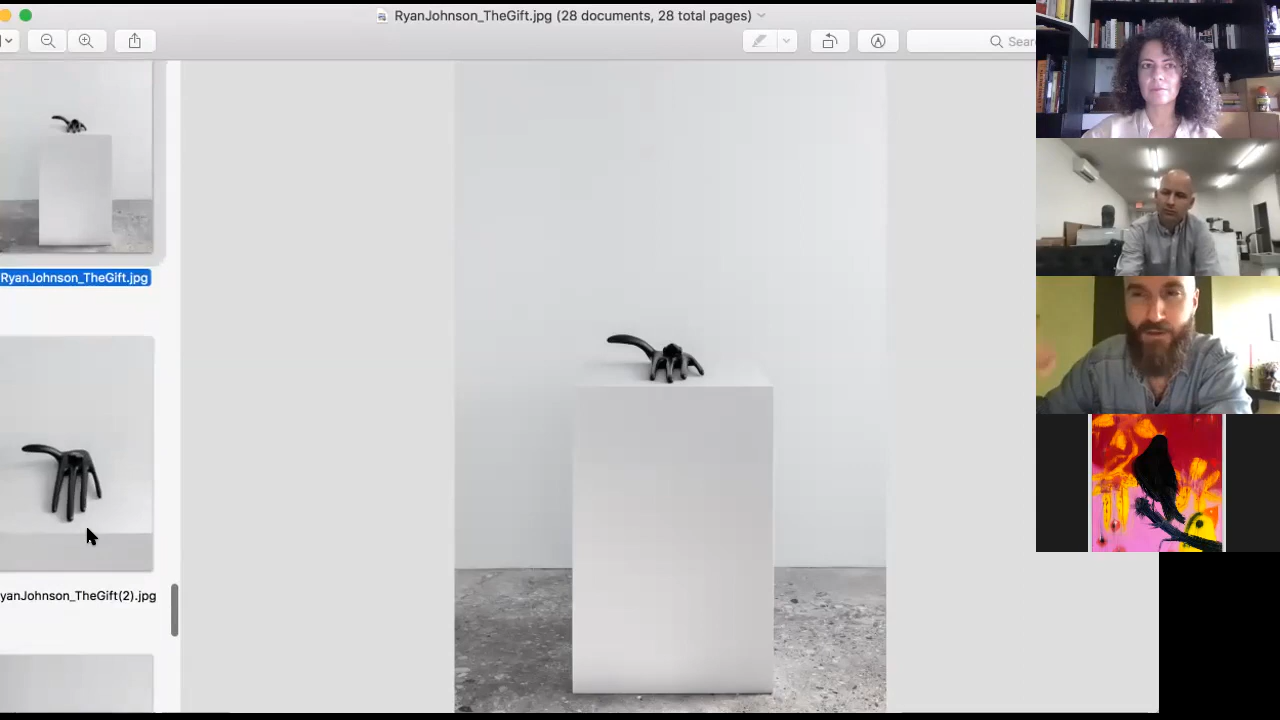 RyanJohnson_TheGift.jpg (28 documents, 28 total pages)
Sear
RyanJohnson_TheGift.jpg
yanJohnson_TheGift(2).jpg